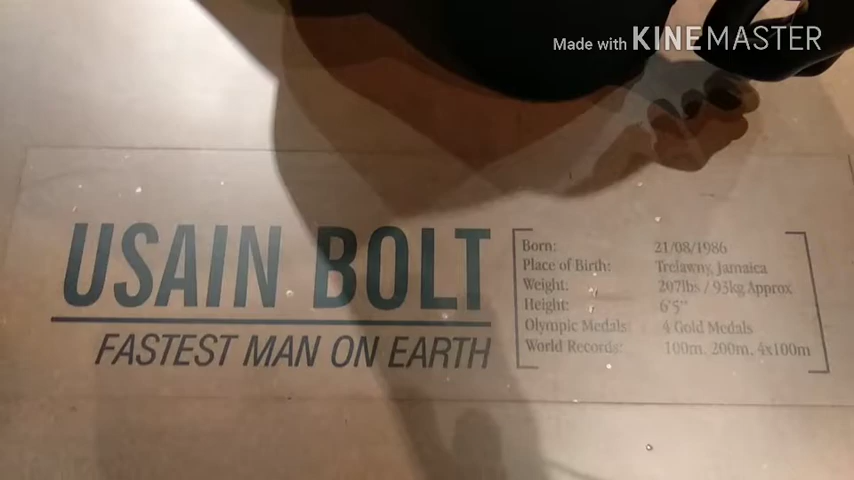 Made with KINEMASTER
USAIN BOLT
FASTEST MAN ON EARTH
Born: 21/08/1986
Place of Birth: Trelawny, Jamaica
Weight: 207lbs / 93kg Approx
Height: 6'5"
Olympic Medals: 4 Gold Medals
World Records: 100m. 200m. 4x100m